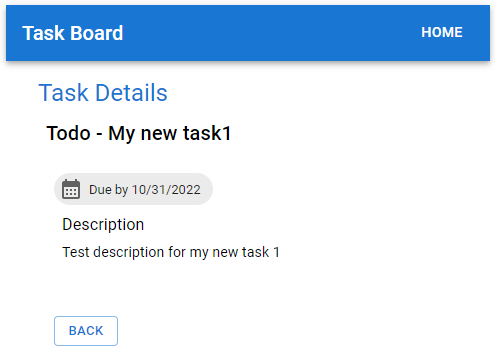 Task Board HOME
Task Details
Todo - My new task1
Due by 10/31/2022
Description
Test description for my new task 1
BACK